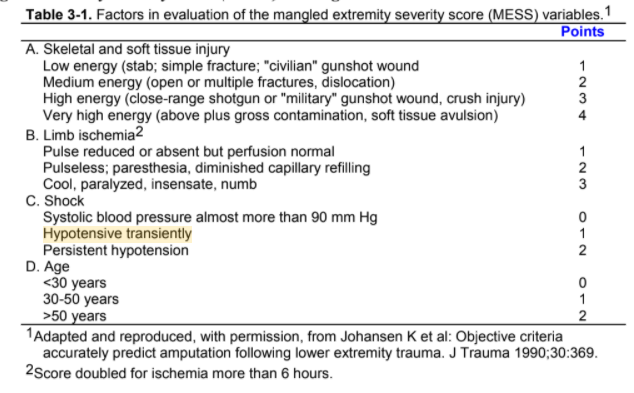 Table 3-1. Factors in evaluation of the mangled extremity severity score (MESS) variables.1
Points
A. Skeletal and soft tissue injury
Low energy (stab; simple fracture; "civilian" gunshot wound 1
Medium energy (open or multiple fractures, dislocation) 2
High energy (close-range shotgun or "military" gunshot wound, crush injury) 3
Very high energy (above plus gross contamination, soft tissue avulsion) 4
B. Limb ischemia2
Pulse reduced or absent but perfusion normal 1
Pulseless; paresthesia, diminished capillary refilling 2
Cool, paralyzed, insensate, numb 3
C. Shock
Systolic blood pressure almost more than 90 mm Hg 0
Hypotensive transiently 1
Persistent hypotension 2
D. Age
<30 years 0
30-50 years 1
>50 years 2
1Adapted and reproduced, with permission, from Johansen K et al: Objective criteria
accurately predict amputation following lower extremity trauma. J Trauma 1990;30:369.
2Score doubled for ischemia more than 6 hours.